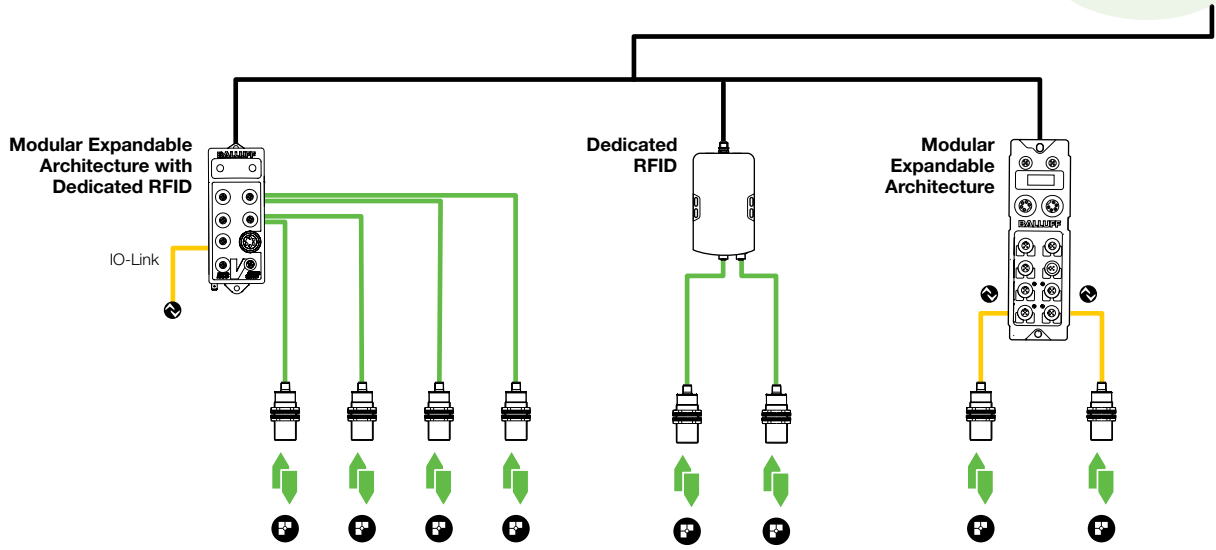 Modular Expandable
Architecture with
Dedicated RFID
BALLUFF
IO-Link
Dedicated
RFID
Modular
Expandable
Architecture
BALLUFF